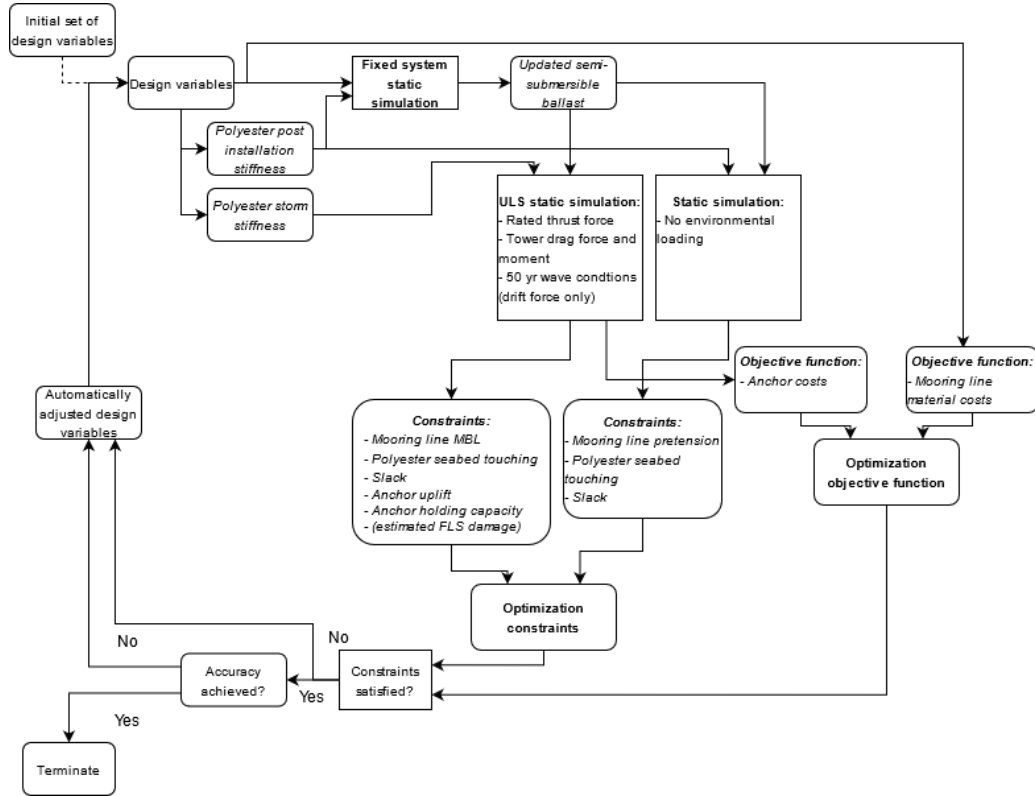 Initial set of
design variables
Design variables
Fixed system
static
simulation
Updated semi-
submersible
ballast
Polyester post
installation
stiffness
Polyester storm
stiffness
ULS static simulation:
- Rated thrust force
- Tower drag force and
moment
- 50 yr wave condtions
(drift force only)
Static simulation:
- No environmental
loading
Objective function:
- Anchor costs
Objective function:
- Mooring line
material costs
Automatically
adjusted design
variables
Constraints:
- Mooring line MBL
- Polyester seabed touching
- Slack
- Anchor uplift
- Anchor holding capacity
- (estimated FLS damage)
Constraints:
- Mooring line pretension
- Polyester seabed
touching
- Slack
Optimization
objective function
Optimization
constraints
No
No
Accuracy
achieved?
Yes
Constraints
satisfied?
Yes
Terminate